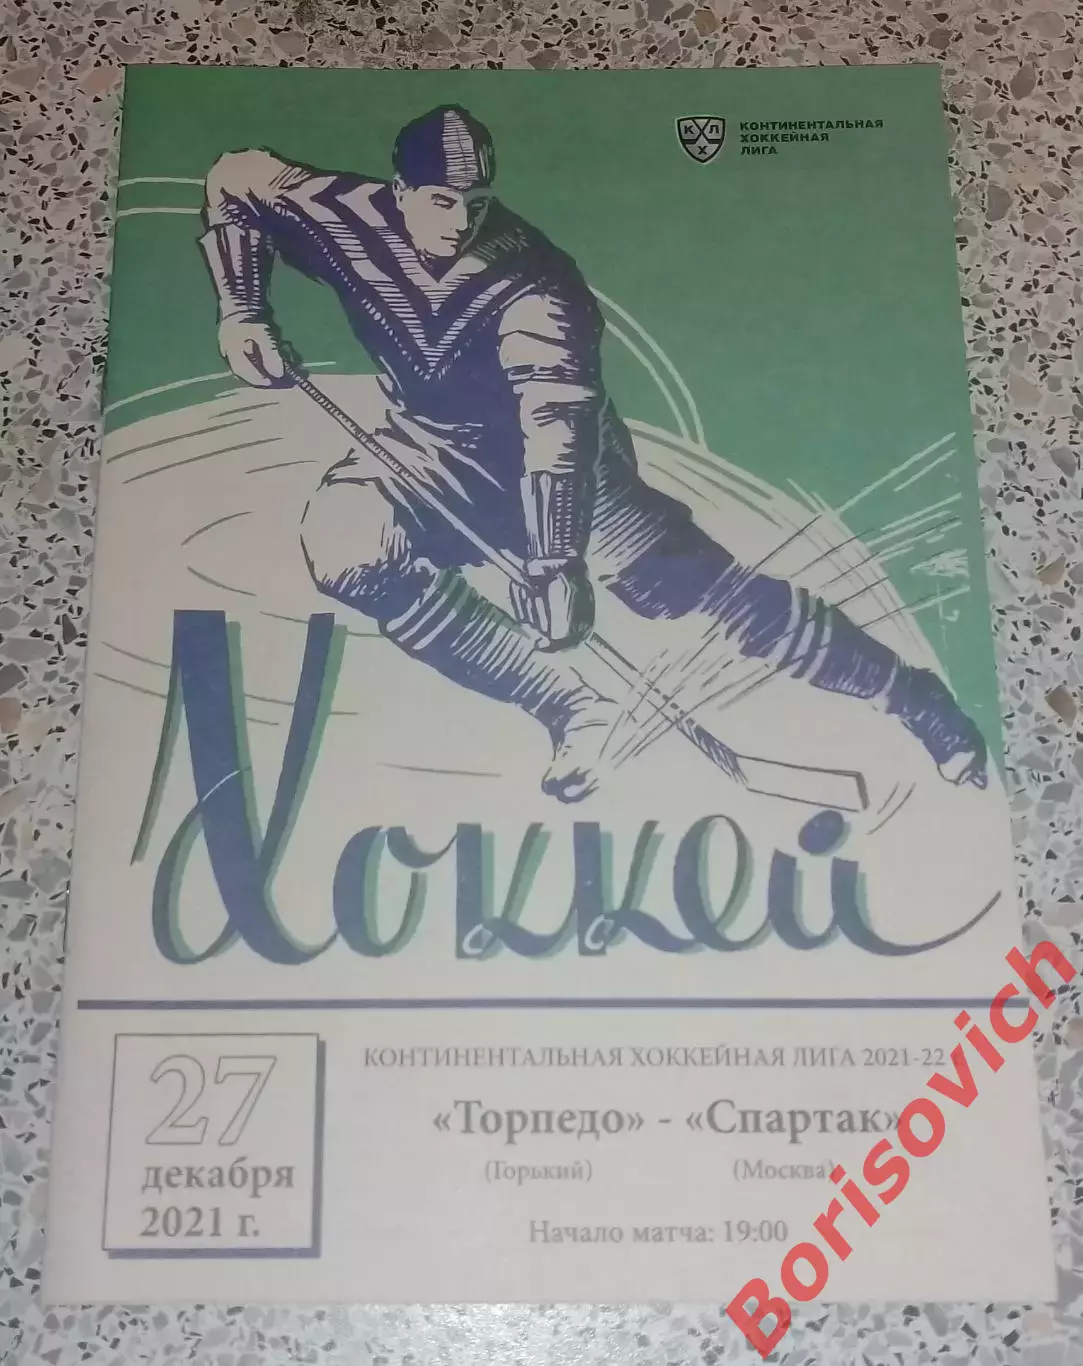 КХЛ
КОНТИНЕНТАЛЬНАЯ
ХОККЕЙНАЯ
ЛИГА
Хоккей
27
декабря
2021 г.
КОНТИНЕНТАЛЬНАЯ ХОККЕЙНАЯ ЛИГА 2021-22 г.
«Торпедо» - «Спартак»
(Горький) (Москва)
Начало матча: 19:00
Borisovich